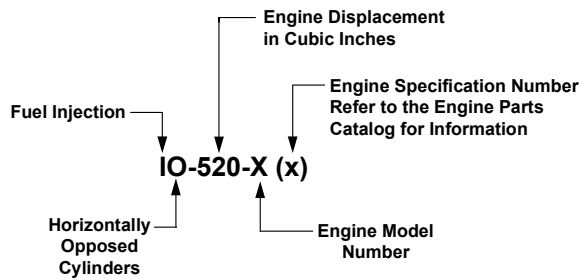 Engine Displacement
in Cubic Inches
Engine Specification Number
Refer to the Engine Parts
Catalog for Information
Fuel Injection
IO-520-X (x)
Horizontally
Opposed
Cylinders
Engine Model
Number